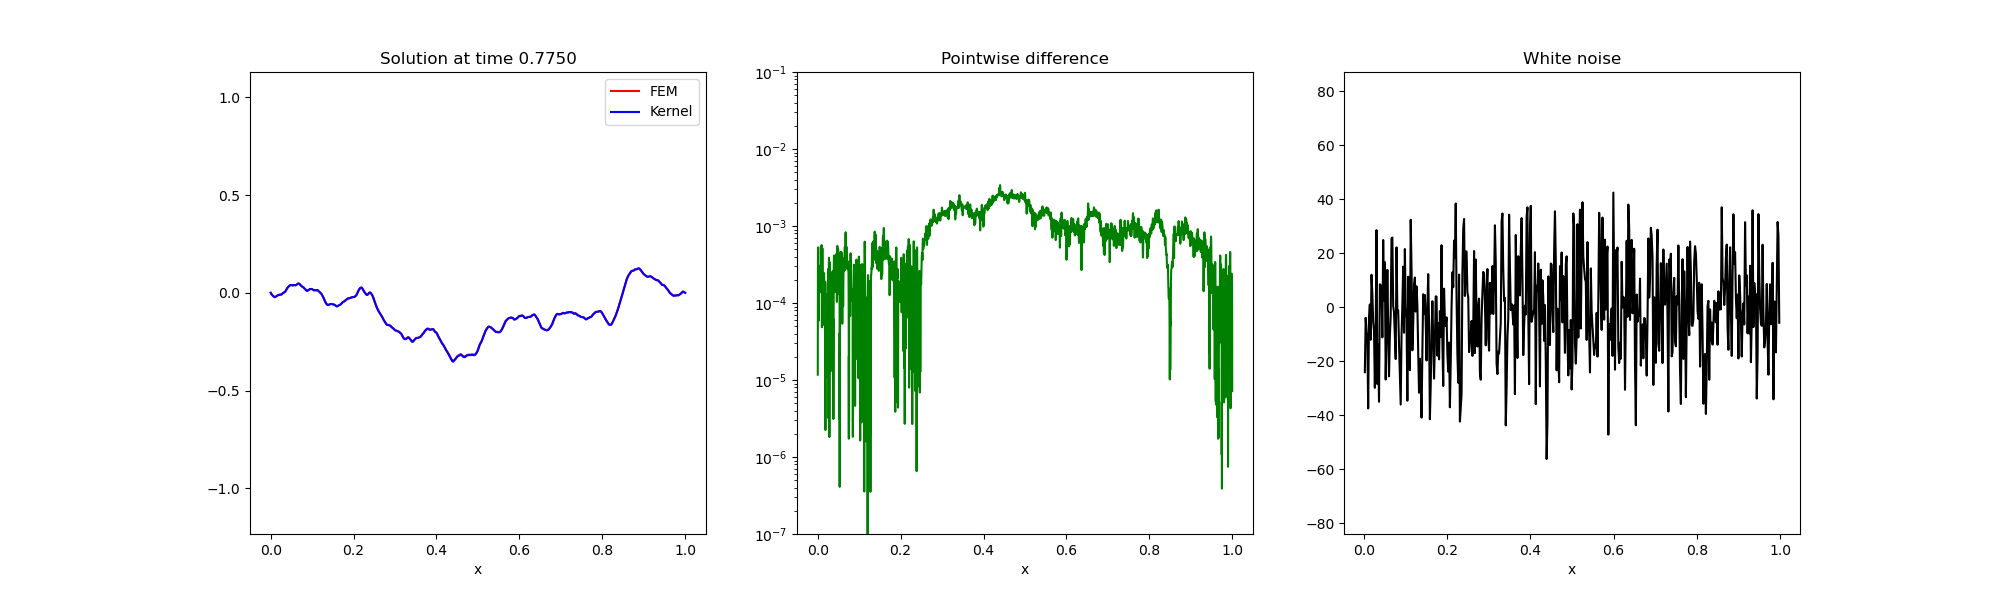 Solution at time 0.7750
1.0
0.5
0.0
−0.5
−1.0
0.0 0.2 0.4 0.6 0.8 1.0
x
FEM
Kernel
Pointwise difference
10⁻¹
10⁻²
10⁻³
10⁻⁴
10⁻⁵
10⁻⁶
10⁻⁷
0.0 0.2 0.4 0.6 0.8 1.0
x
White noise
80
60
40
20
0
−20
−40
−60
−80
0.0 0.2 0.4 0.6 0.8 1.0
x